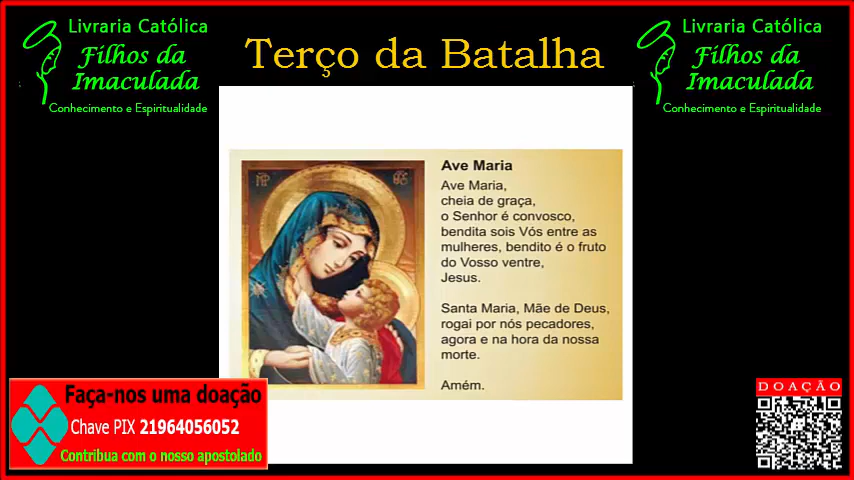 Livraria Católica
Filhos da
Imaculada
Conhecimento e Espiritualidade
Terço da Batalha
Livraria Católica
Filhos da
Imaculada
Conhecimento e Espiritualidade
Ave Maria
Ave Maria,
cheia de graça,
o Senhor é convosco,
bendita sois Vós entre as
mulheres, bendito é o fruto
do Vosso ventre,
Jesus.
Santa Maria, Mãe de Deus,
rogai por nós pecadores,
agora e na hora da nossa
morte.
Amém.
Faça-nos uma doação
Chave PIX 21964056052
Contribua com o nosso apostolado
DOAÇÃO